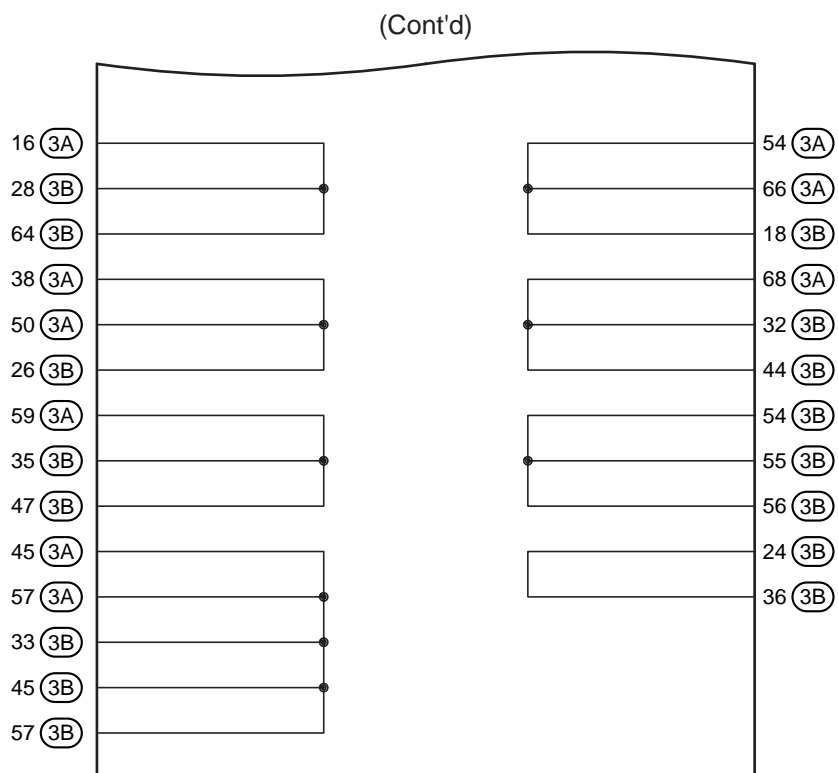 (Cont'd)
16 3A
28 3B
64 3B
38 3A
50 3A
26 3B
59 3A
35 3B
47 3B
45 3A
57 3A
33 3B
45 3B
57 3B
54 3A
66 3A
18 3B
68 3A
32 3B
44 3B
54 3B
55 3B
56 3B
24 3B
36 3B